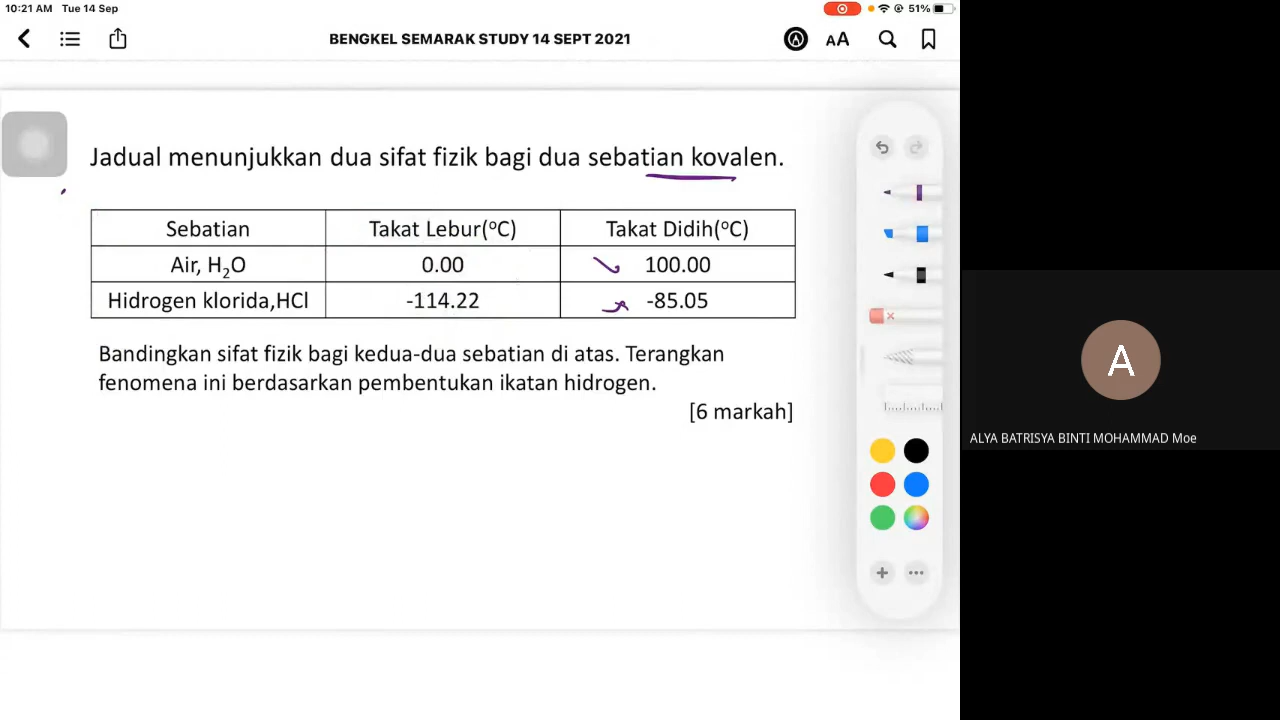 10:21 AM Tue 14 Sep
51%
BENGKEL SEMARAK STUDY 14 SEPT 2021
AA
Jadual menunjukkan dua sifat fizik bagi dua sebatian kovalen.
Sebatian Takat Lebur(°C) Takat Didih(°C)
Air, H₂O 0.00 100.00
Hidrogen klorida,HCl -114.22 -85.05
Bandingkan sifat fizik bagi kedua-dua sebatian di atas. Terangkan
fenomena ini berdasarkan pembentukan ikatan hidrogen.
[6 markah]
A
ALYA BATRISYA BINTI MOHAMMAD Moe